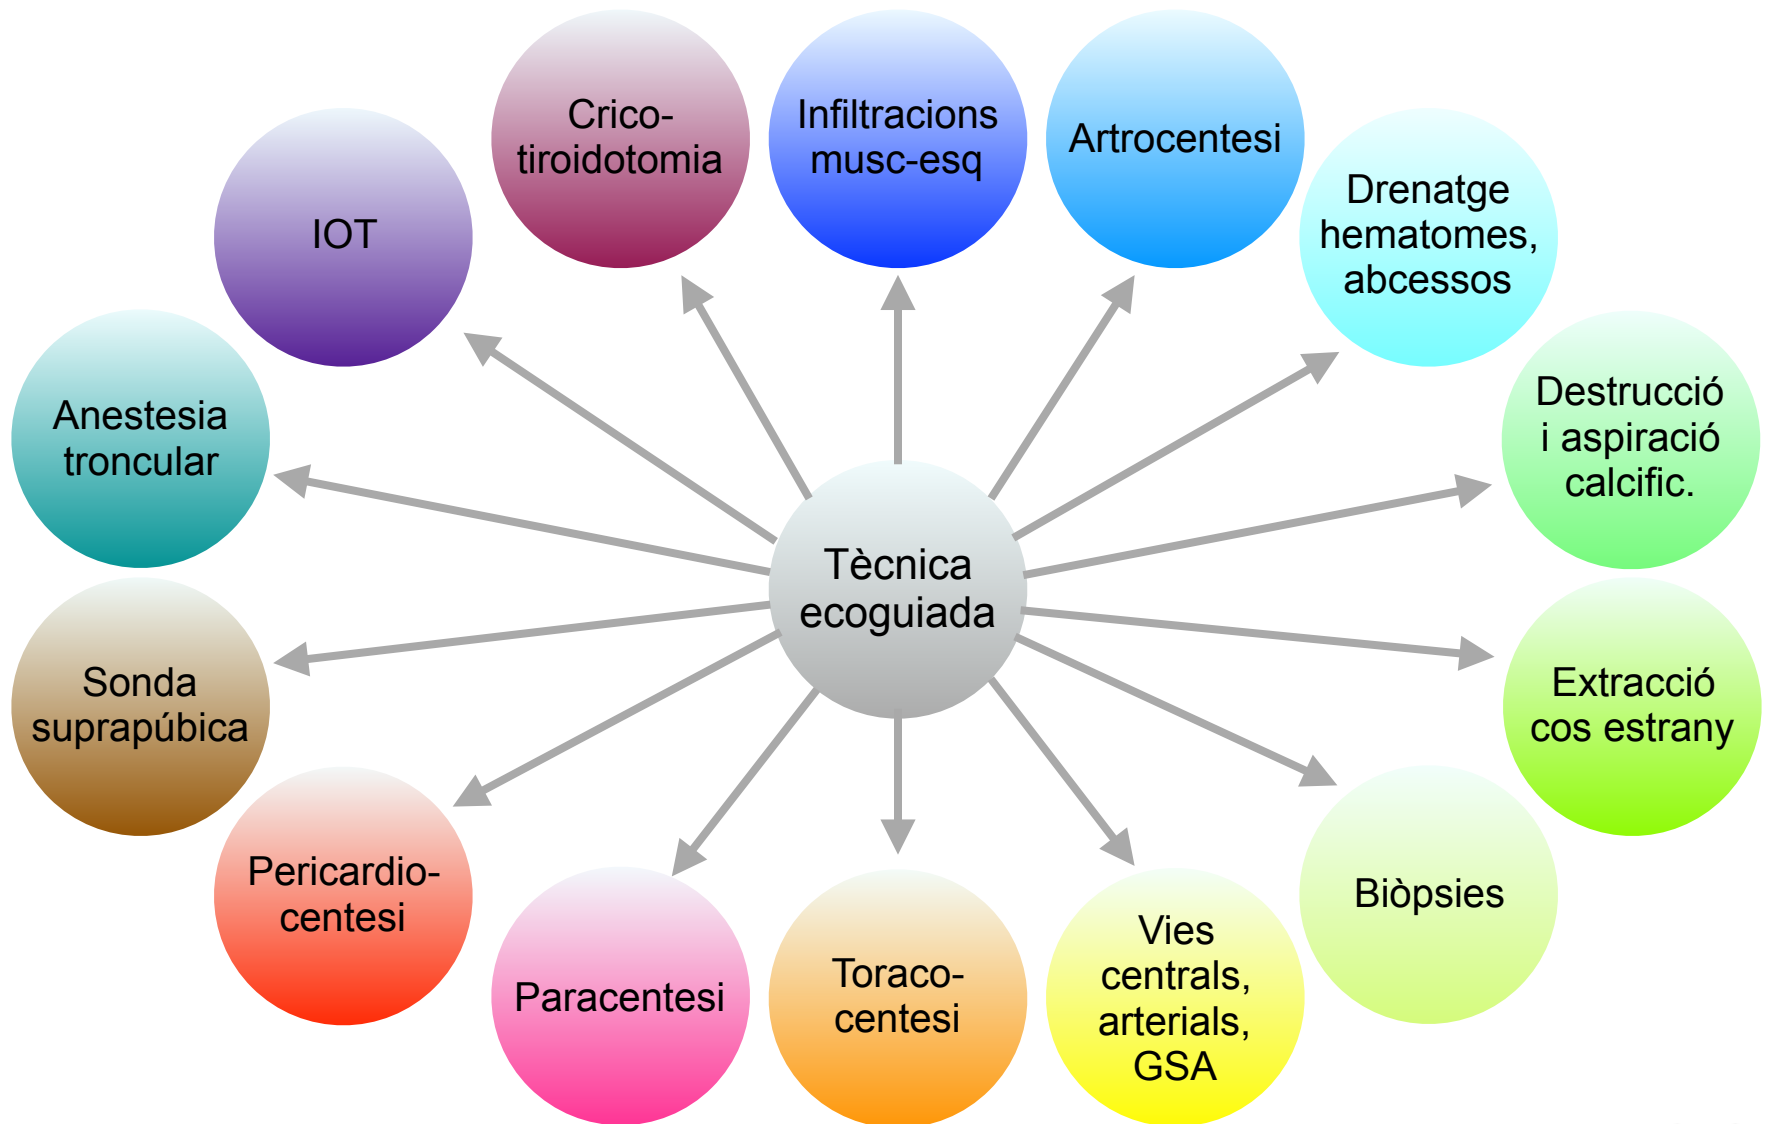 Crico-
tiroidotomia
Infiltracions
musc-esq
Artrocentesi
IOT
Drenatge
hematomes,
abcessos
Anestesia
troncular
Destrucció
i aspiració
calcific.
Tècnica
ecoguiada
Sonda
suprapúbica
Extracció
cos estrany
Pericardio-
centesi
Biòpsies
Paracentesi
Toraco-
centesi
Vies
centrals,
arterials,
GSA